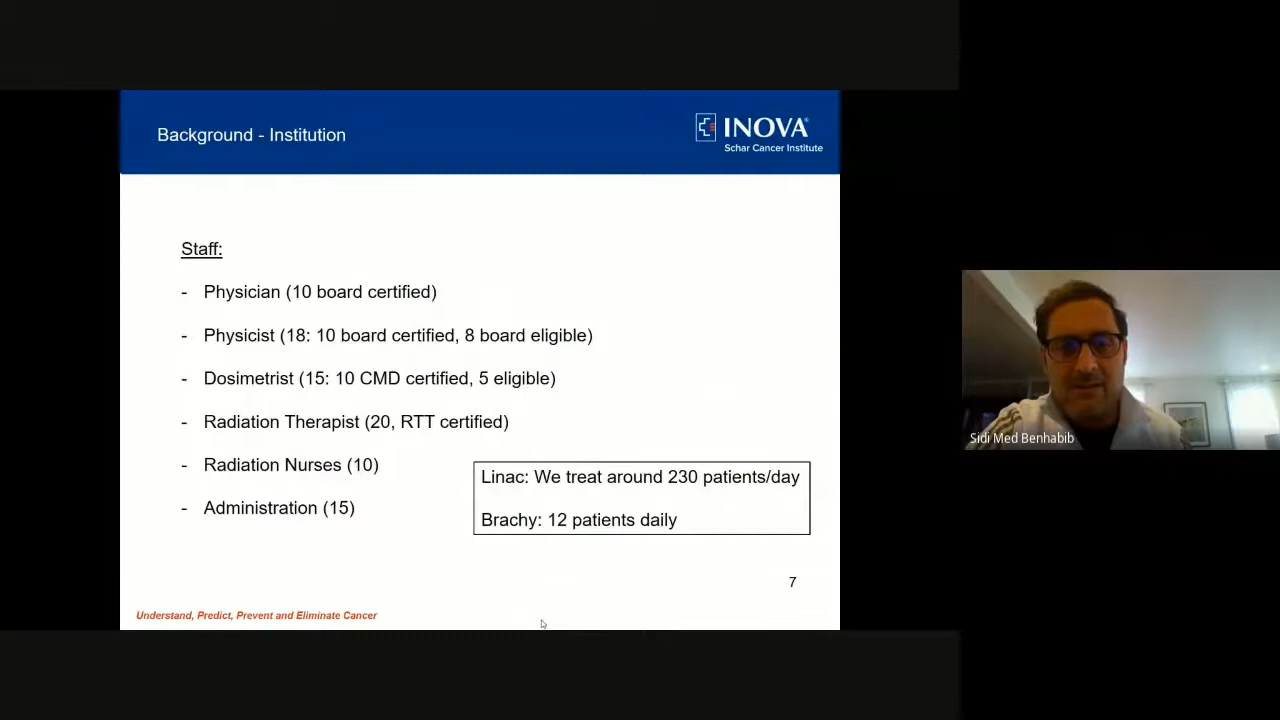 Background - Institution
INOVA®
Schar Cancer Institute
Staff:
- Physician (10 board certified)
- Physicist (18: 10 board certified, 8 board eligible)
- Dosimetrist (15: 10 CMD certified, 5 eligible)
- Radiation Therapist (20, RTT certified)
- Radiation Nurses (10)
- Administration (15)
Linac: We treat around 230 patients/day
Brachy: 12 patients daily
7
Understand, Predict, Prevent and Eliminate Cancer
Sidi Med Benhabib